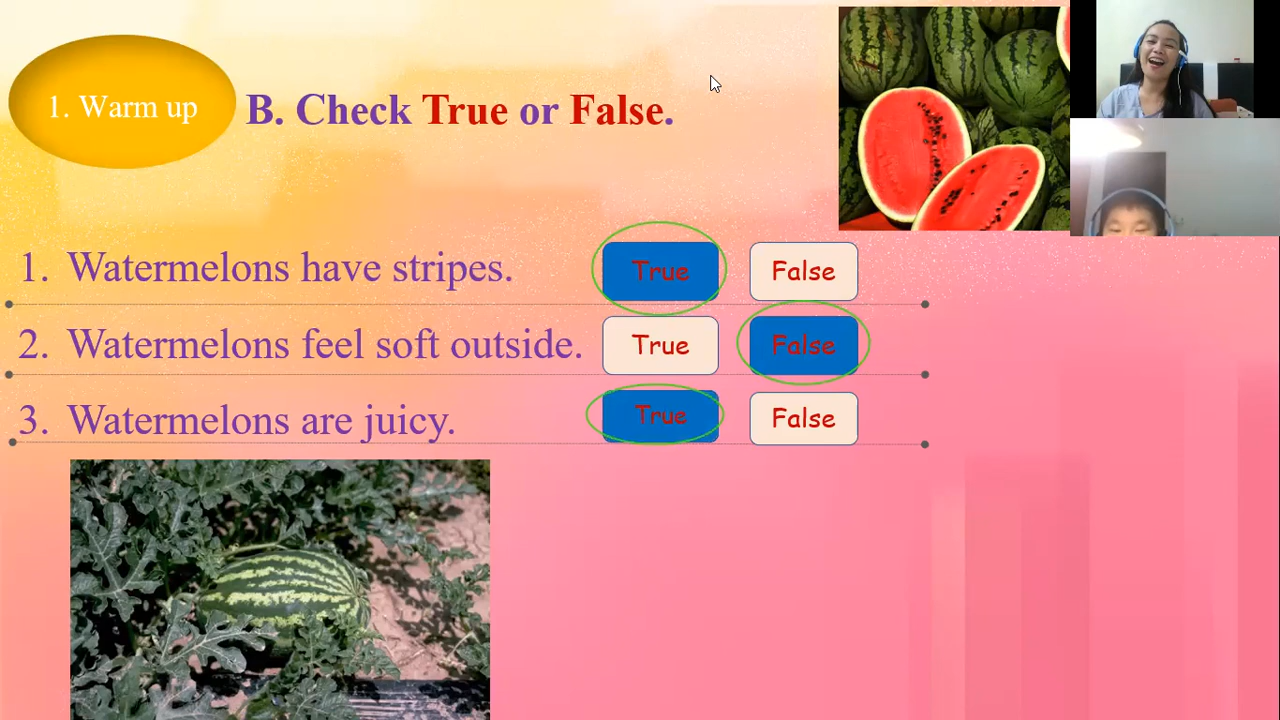 1. Warm up
B. Check True or False.
1. Watermelons have stripes. True False
2. Watermelons feel soft outside. True False
3. Watermelons are juicy. True False